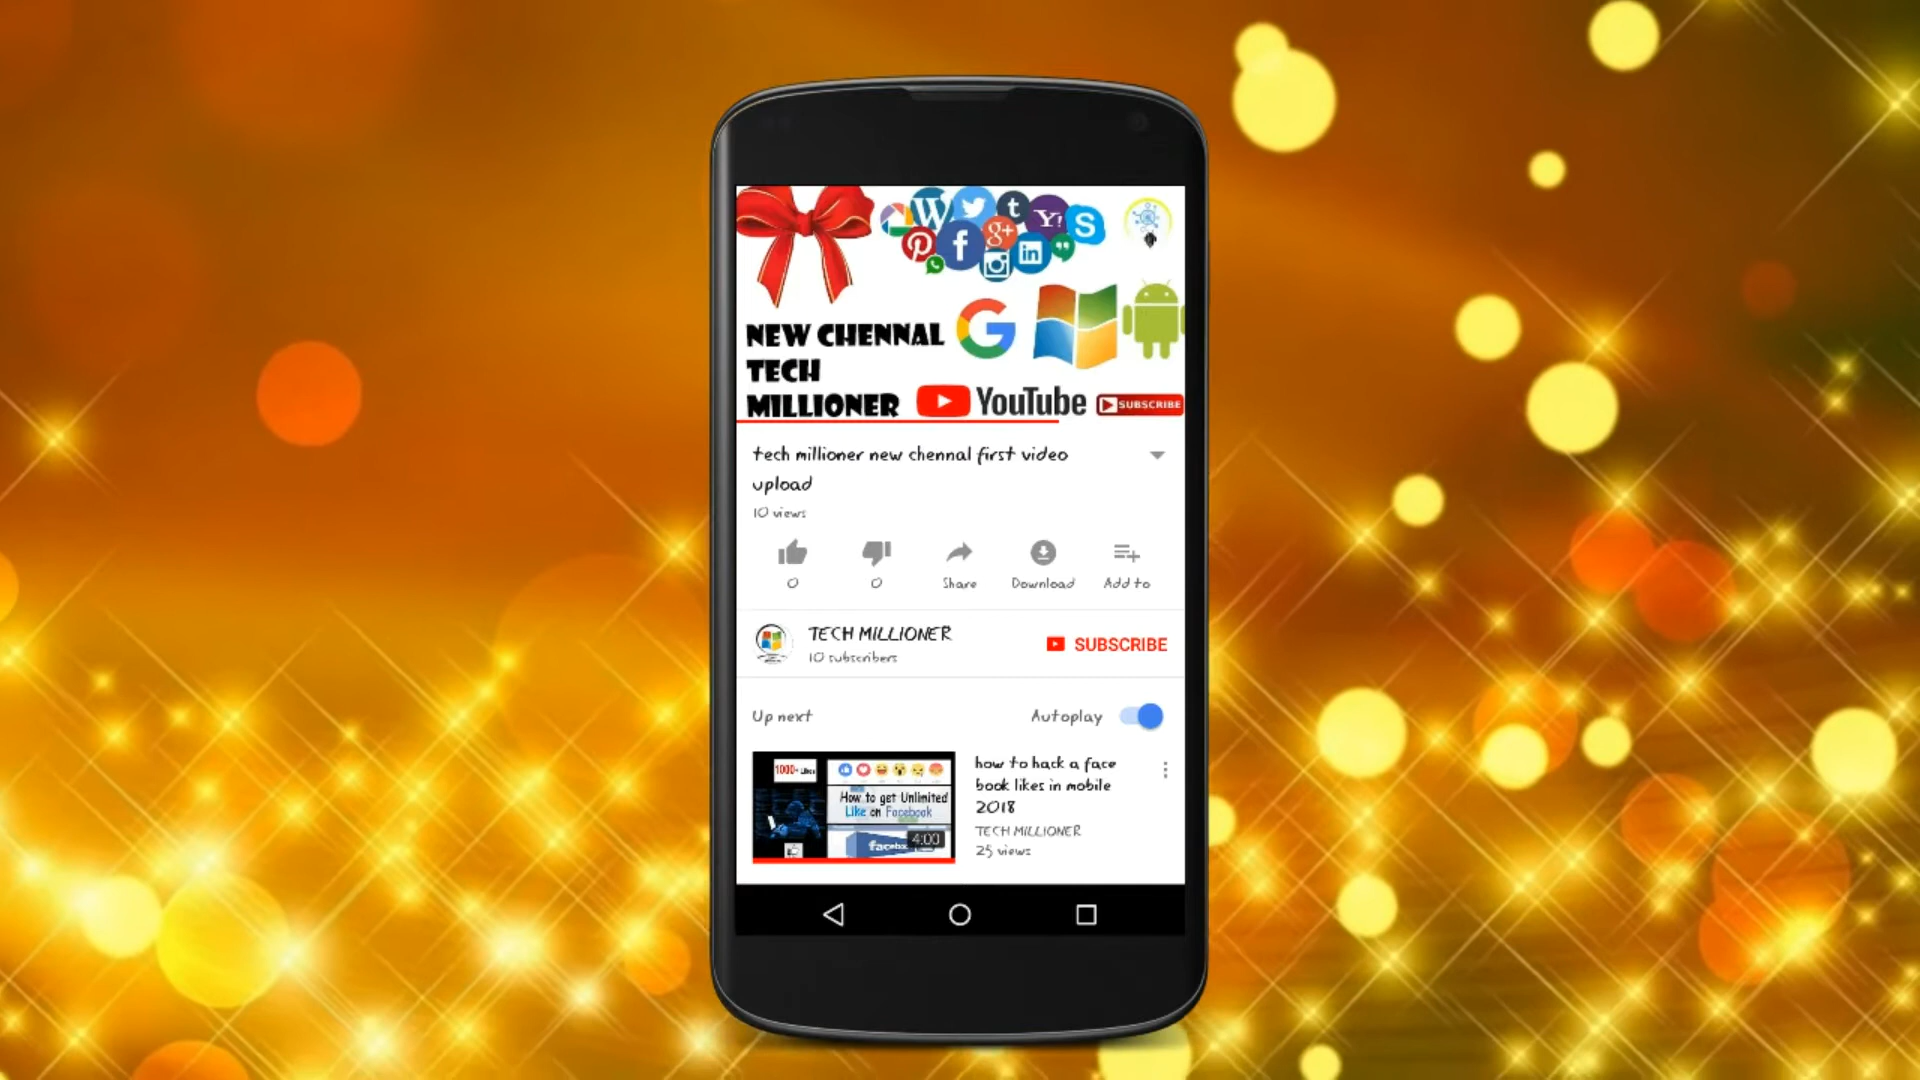 NEW CHENNAL
TECH
MILLIONER
YouTube
SUBSCRIBE
tech millioner new chennal first video
upload
10 views
0
0
Share
Download
Add to
TECH MILLIONER
10 subscribers
SUBSCRIBE
Up next
Autoplay
1000+ Likes
How to get Unlimited
Like on Facebook
4:00
how to hack a face
book likes in mobile
2018
TECH MILLIONER
25 views